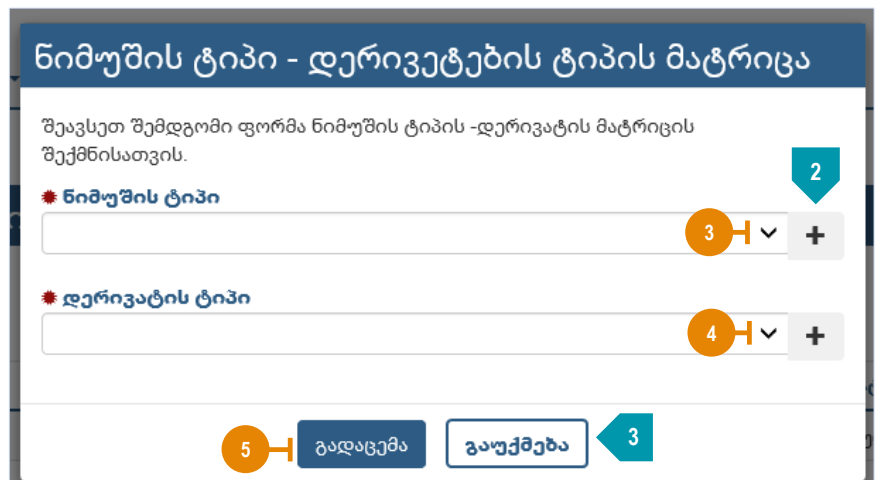 ნიმუშის ტიპი - დერივეტების ტიპის მატრიცა
შეავსეთ შემდგომი ფორმა ნიმუშის ტიპის -დერივატის მატრიცის
შექმნისათვის.
2
✹ ნიმუშის ტიპი
3
+
✹ დერივატის ტიპი
4
+
5
გადაცემა
გაუქმება
3